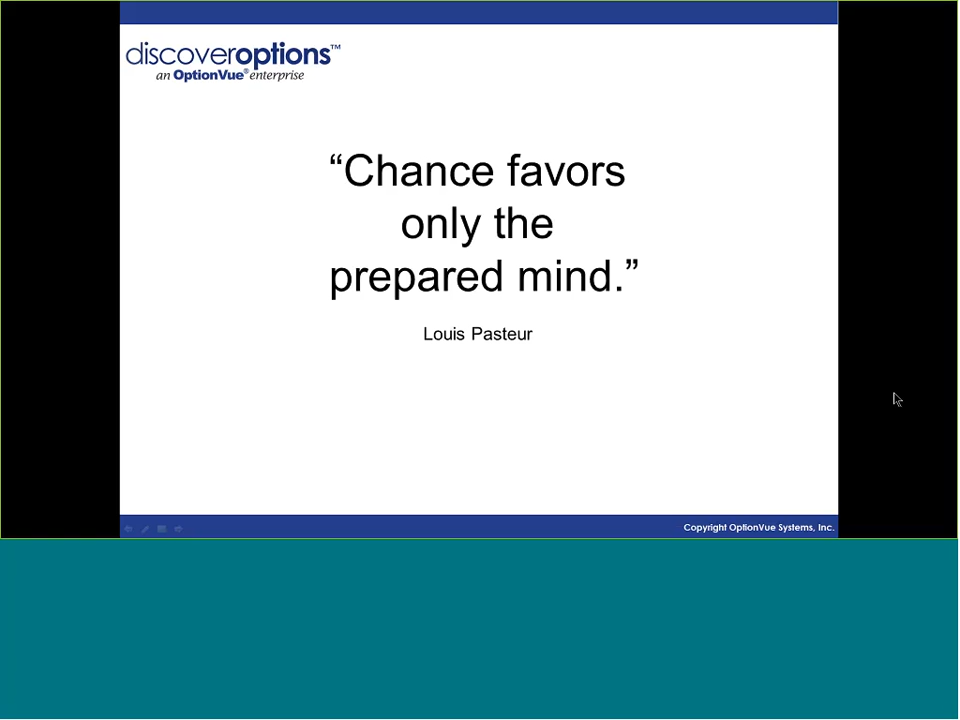 discoveroptions™
an OptionVue® enterprise
“Chance favors
only the
prepared mind.”
Louis Pasteur
Copyright OptionVue Systems, Inc.